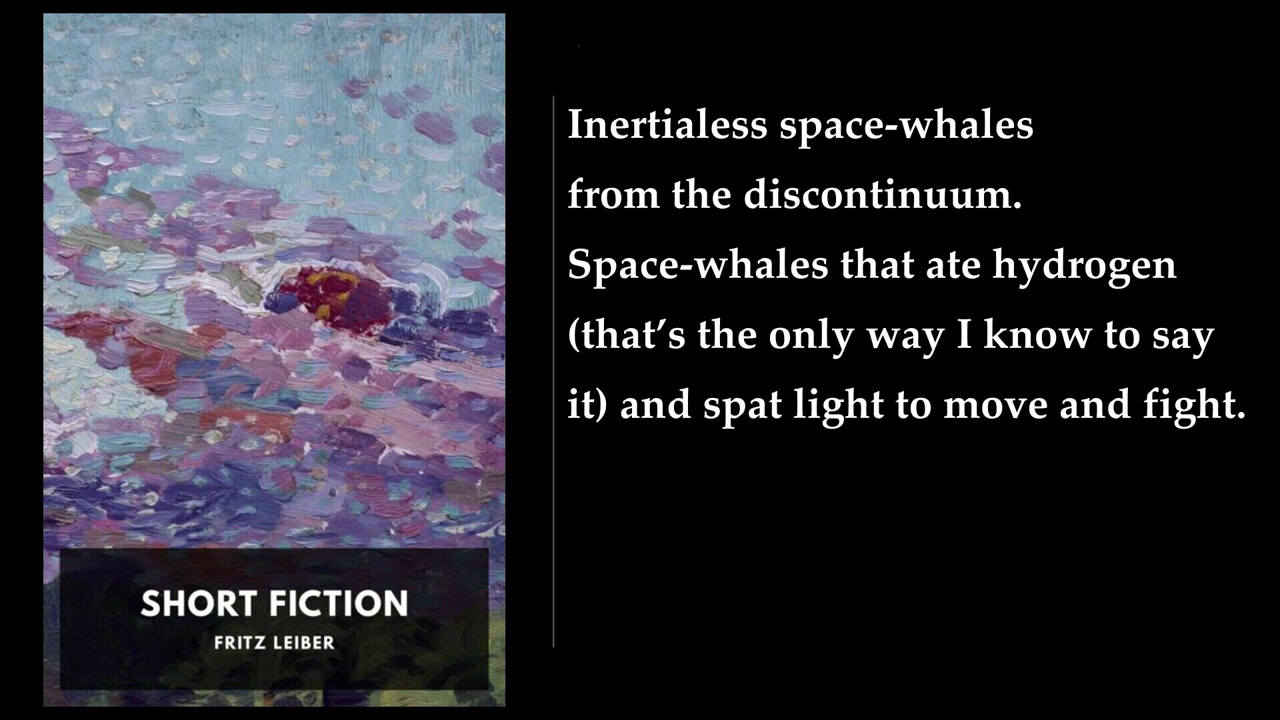 Inertialess space-whales
from the discontinuum.
Space-whales that ate hydrogen
(that’s the only way I know to say
it) and spat light to move and fight.
SHORT FICTION
FRITZ LEIBER